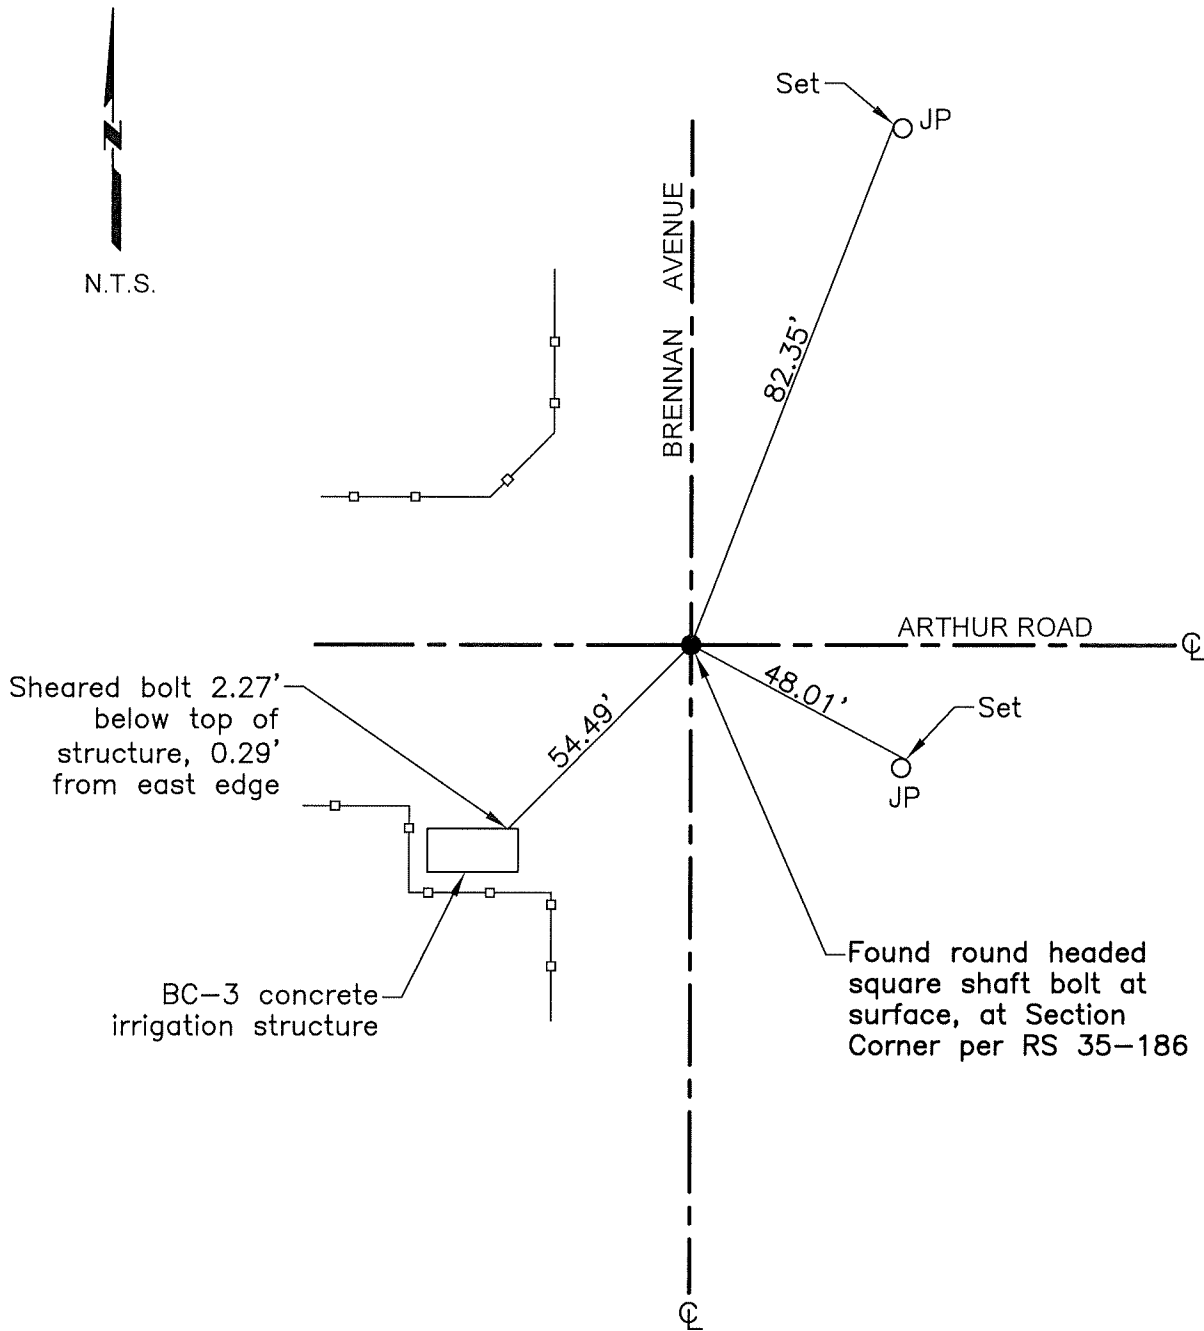 Set
JP
N
N.T.S.
BRENNAN AVENUE
82.35'
ARTHUR ROAD
℄
48.01'
Set
JP
54.49'
Sheared bolt 2.27'
below top of
structure, 0.29'
from east edge
BC-3 concrete
irrigation structure
Found round headed
square shaft bolt at
surface, at Section
Corner per RS 35-186
℄